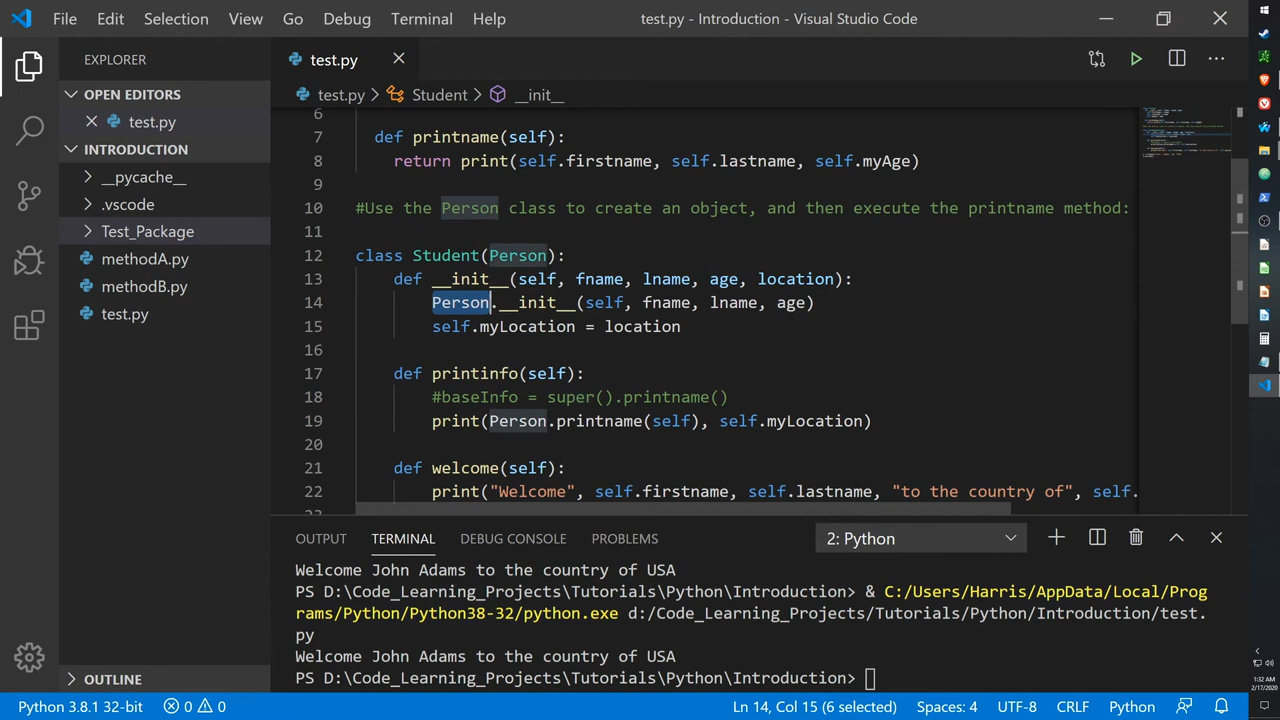 File Edit Selection View Go Debug Terminal Help
test.py - Introduction - Visual Studio Code
EXPLORER
OPEN EDITORS
test.py
INTRODUCTION
__pycache__
.vscode
Test_Package
methodA.py
methodB.py
test.py
OUTLINE
test.py
test.py > Student > __init__
6
7 def printname(self):
8 return print(self.firstname, self.lastname, self.myAge)
9
10 #Use the Person class to create an object, and then execute the printname method:
11
12 class Student(Person):
13 def __init__(self, fname, lname, age, location):
14 Person.__init__(self, fname, lname, age)
15 self.myLocation = location
16
17 def printinfo(self):
18 #baseInfo = super().printname()
19 print(Person.printname(self), self.myLocation)
20
21 def welcome(self):
22 print("Welcome", self.firstname, self.lastname, "to the country of", self.
OUTPUT TERMINAL DEBUG CONSOLE PROBLEMS 2: Python
Welcome John Adams to the country of USA
PS D:\Code_Learning_Projects\Tutorials\Python\Introduction> & C:/Users/Harris/AppData/Local/Prog
rams/Python/Python38-32/python.exe d:/Code_Learning_Projects/Tutorials/Python/Introduction/test.
py
Welcome John Adams to the country of USA
PS D:\Code_Learning_Projects\Tutorials\Python\Introduction>
Python 3.8.1 32-bit 0 0 Ln 14, Col 15 (6 selected) Spaces: 4 UTF-8 CRLF Python
1:32 AM
2/17/2020